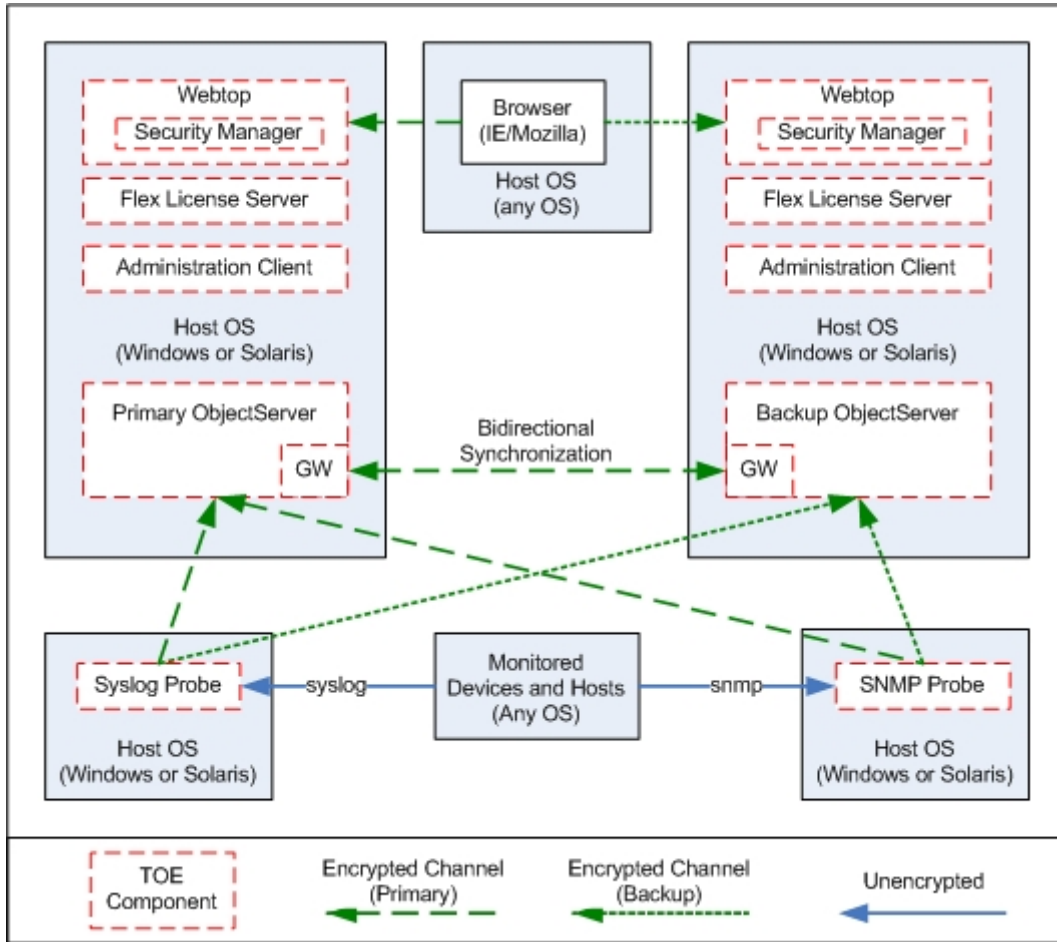 Webtop
Security Manager
Flex License Server
Administration Client
Host OS
(Windows or Solaris)
Primary ObjectServer
GW
Browser
(IE/Mozilla)
Host OS
(any OS)
Webtop
Security Manager
Flex License Server
Administration Client
Host OS
(Windows or Solaris)
Backup ObjectServer
GW
Bidirectional
Synchronization
Syslog Probe
Host OS
(Windows or Solaris)
syslog
Monitored
Devices and Hosts
(Any OS)
snmp
SNMP Probe
Host OS
(Windows or Solaris)
TOE
Component
Encrypted Channel
(Primary)
Encrypted Channel
(Backup)
Unencrypted